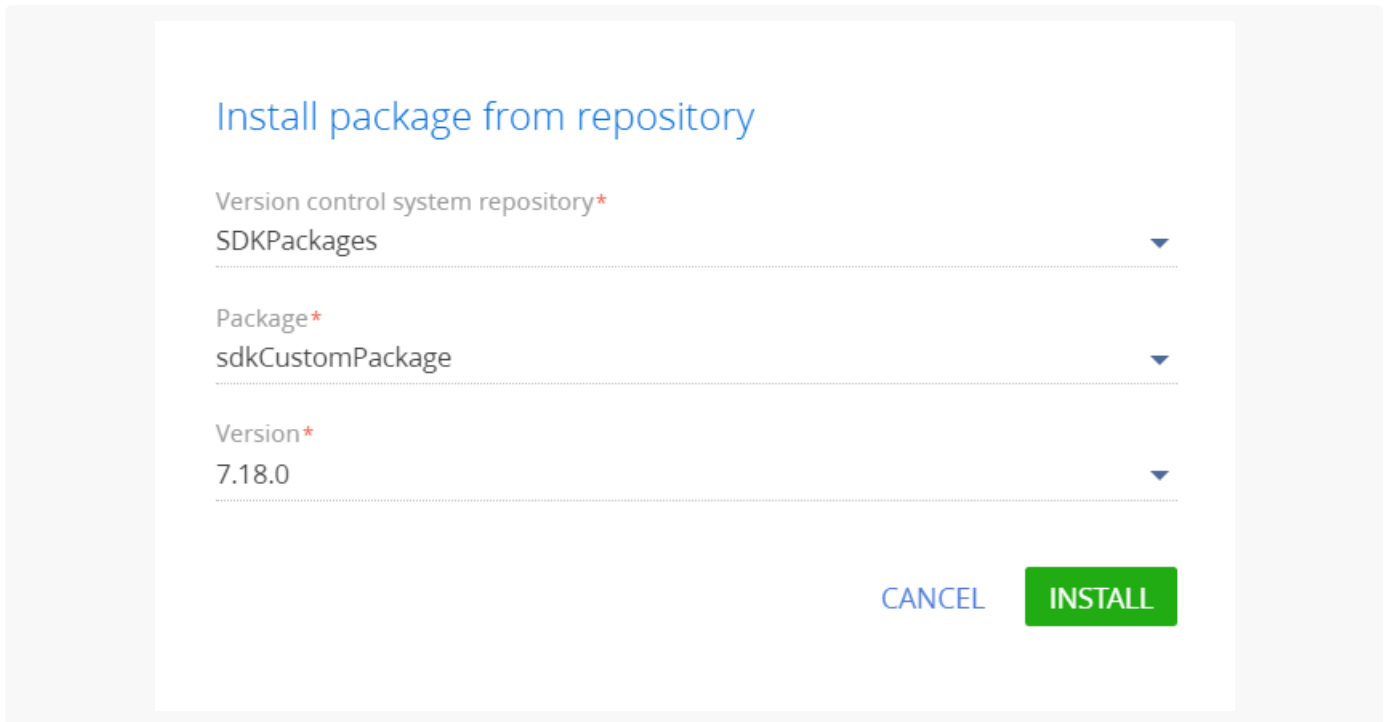 Install package from repository
Version control system repository*
SDKPackages
Package*
sdkCustomPackage
Version*
7.18.0
CANCEL INSTALL